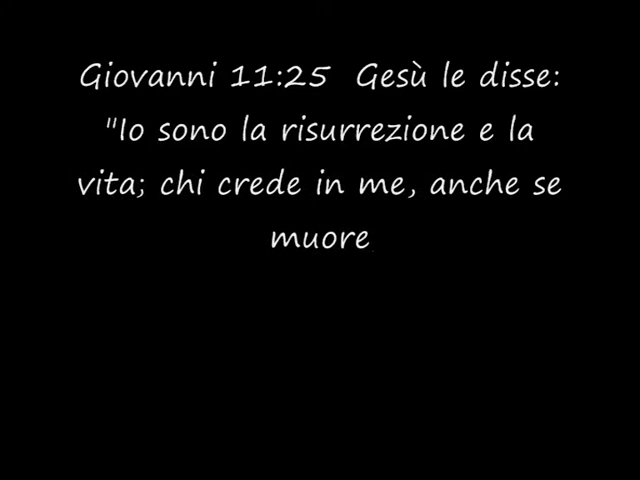 Giovanni 11:25  Gesù le disse:
"Io sono la risurrezione e la
vita; chi crede in me, anche se
muore